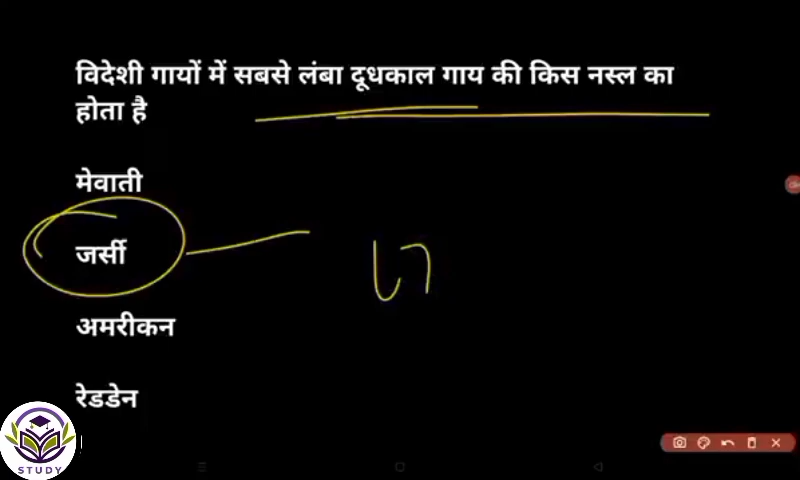 विदेशी गायों में सबसे लंबा दूधकाल गाय की किस नस्ल का
होता है
मेवाती
जर्सी
अमरीकन
रेडडेन
STUDY